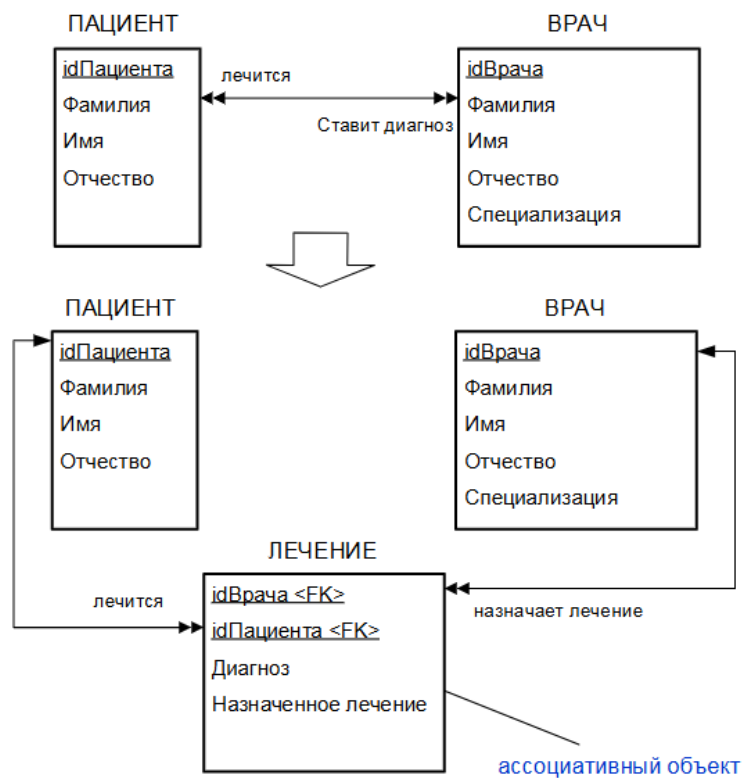 ПАЦИЕНТ
ВРАЧ
idПациента
Фамилия
Имя
Отчество
лечится
Ставит диагноз
idВрача
Фамилия
Имя
Отчество
Специализация
ПАЦИЕНТ
ВРАЧ
idПациента
Фамилия
Имя
Отчество
idВрача
Фамилия
Имя
Отчество
Специализация
ЛЕЧЕНИЕ
лечится
idВрача <FK>
idПациента <FK>
Диагноз
Назначенное лечение
назначает лечение
ассоциативный объект